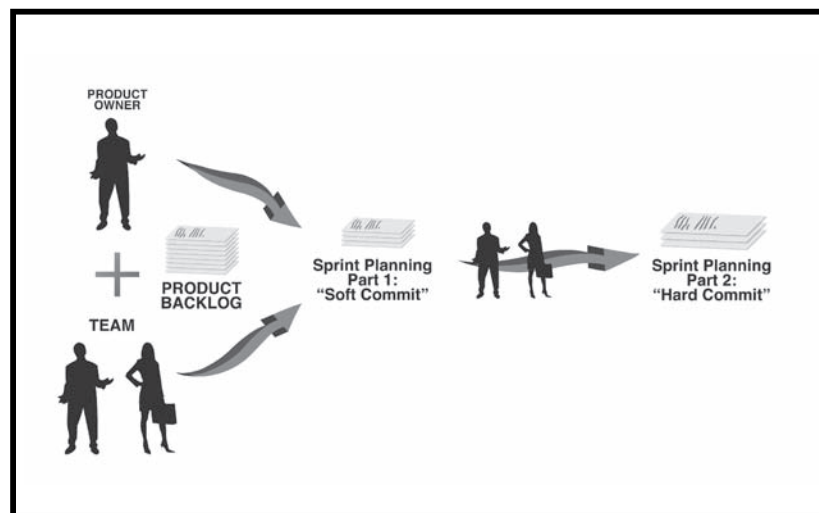 PRODUCT
OWNER
PRODUCT
BACKLOG
TEAM
Sprint Planning
Part 1:
“Soft Commit”
Sprint Planning
Part 2:
“Hard Commit”